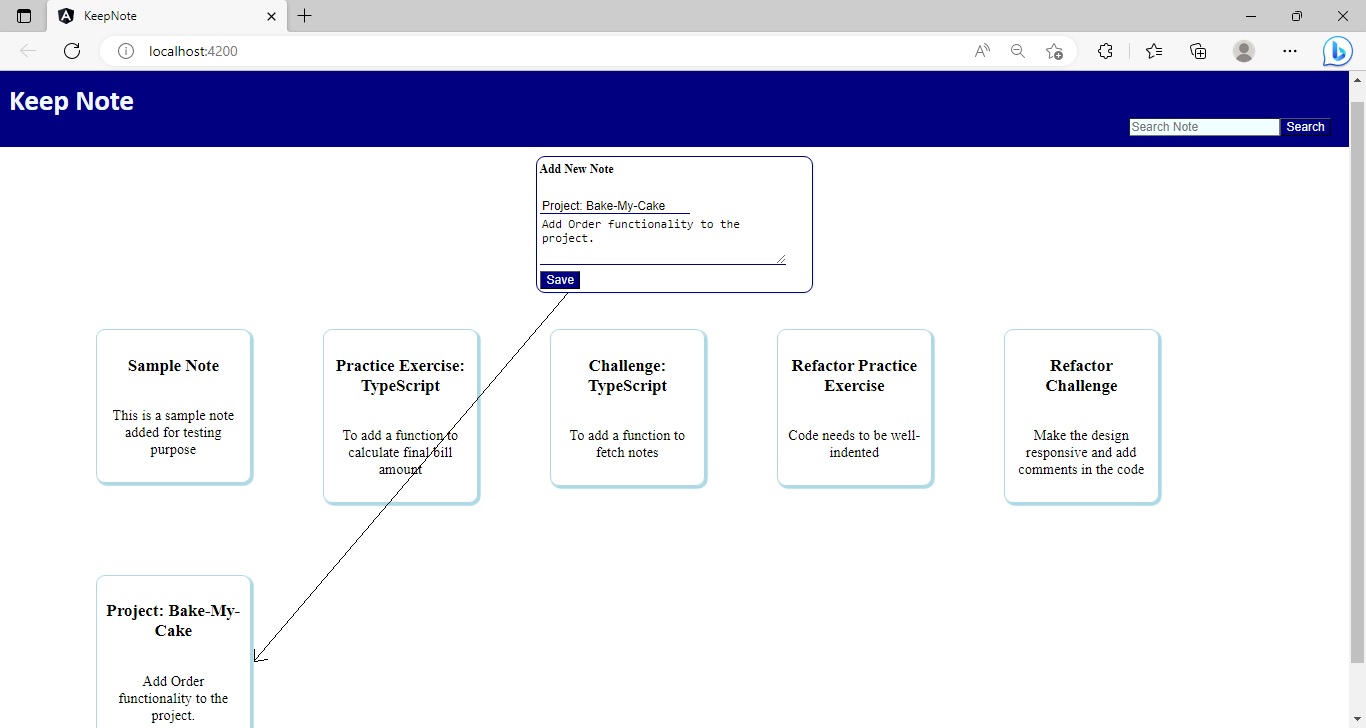 KeepNote
localhost:4200
Keep Note
Search Note
Search
Add New Note
Project: Bake-My-Cake
Add Order functionality to the
project.
Save
Sample Note
This is a sample note
added for testing
purpose
Practice Exercise:
TypeScript
To add a function to
calculate final bill
amount
Challenge:
TypeScript
To add a function to
fetch notes
Refactor Practice
Exercise
Code needs to be well-
indented
Refactor
Challenge
Make the design
responsive and add
comments in the code
Project: Bake-My-
Cake
Add Order
functionality to the
project.